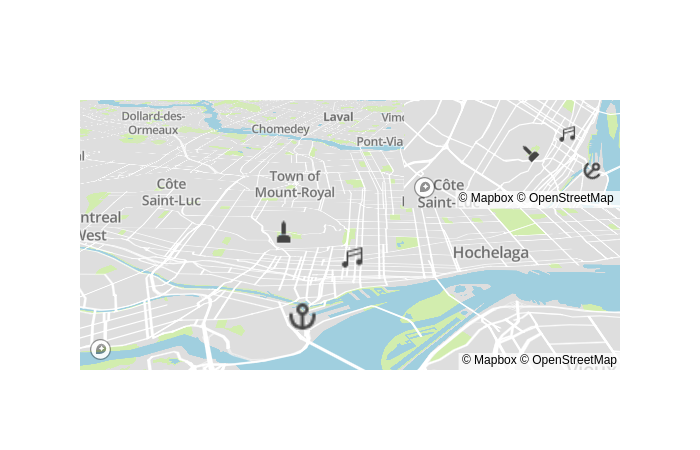 Dollard-des-
Ormeaux
Laval
Chomedey
Pont-Via
Town of
Mount-Royal
Côte
Saint-Luc
Côte
Saint-
© Mapbox © OpenStreetMap
ntreal
West
Hochelaga
© Mapbox © OpenStreetMap